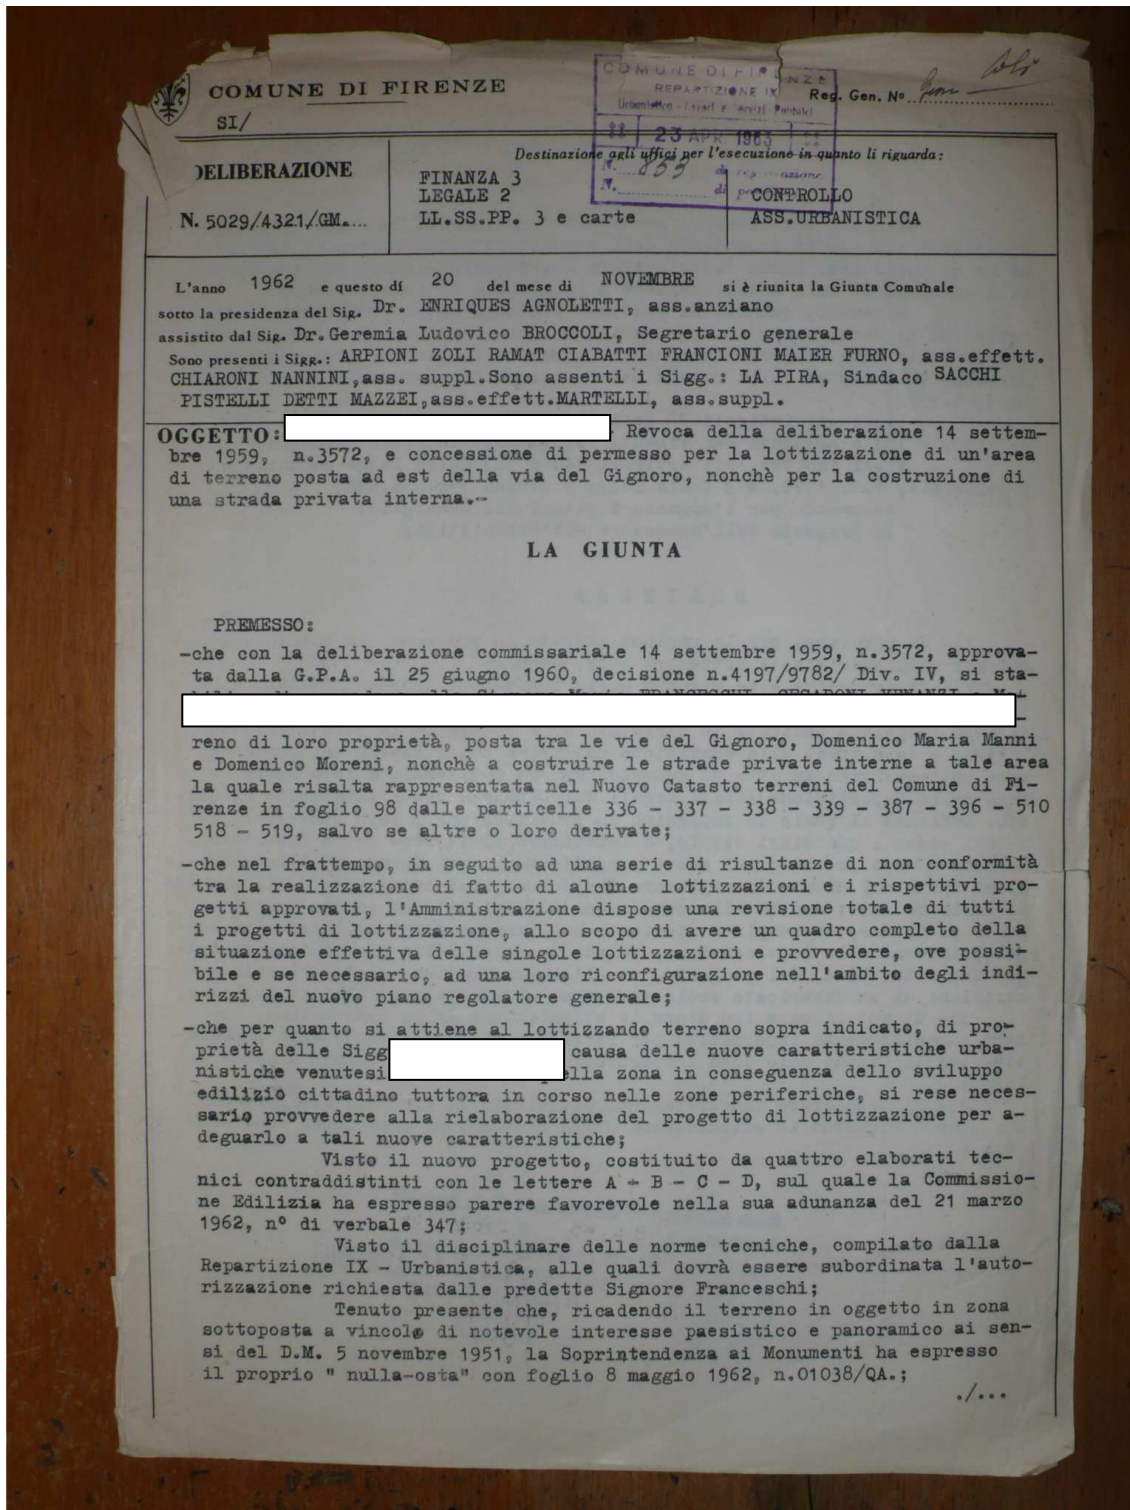 COMUNE DI FIRENZE
SI/
COMUNE DI FIRENZE
REPARTIZIONE IX
23 APR. 1963
N. 855
N. di
Reg. Gen. No
DELIBERAZIONE
N. 5029/4321/GM....
Destinazione agli uffici per l'esecuzione in quanto li riguarda:
FINANZA 3
LEGALE 2
LL.SS.PP. 3 e carte
CONTROLLO
ASS.URBANISTICA
L'anno 1962 e questo dí 20 del mese di NOVEMBRE si è riunita la Giunta Comunale
sotto la presidenza del Sig. Dr. ENRIQUES AGNOLETTI, ass.anziano
assistito dal Sig. Dr.Geremia Ludovico BROCCOLI, Segretario generale
Sono presenti i Sigg.: ARPIONI ZOLI RAMAT CIABATTI FRANCIONI MAIER FURNO, ass.effett.
CHIARONI NANNINI,ass. suppl.Sono assenti i Sigg.: LA PIRA, Sindaco SACCHI
PISTELLI DETTI MAZZEI,ass.effett.MARTELLI, ass.suppl.
OGGETTO: Revoca della deliberazione 14 settem-
bre 1959, n.3572, e concessione di permesso per la lottizzazione di un'area
di terreno posta ad est della via del Gignoro, nonchè per la costruzione di
una strada privata interna.-
LA GIUNTA
PREMESSO:
-che con la deliberazione commissariale 14 settembre 1959, n.3572, approva-
ta dalla G.P.A. il 25 giugno 1960, decisione n.4197/9782/ Div. IV, si sta-
reno di loro proprietà, posta tra le vie del Gignoro, Domenico Maria Manni
e Domenico Moreni, nonchè a costruire le strade private interne a tale area
la quale risalta rappresentata nel Nuovo Catasto terreni del Comune di Fi-
renze in foglio 98 dalle particelle 336 - 337 - 338 - 339 - 387 - 396 - 510
518 - 519, salvo se altre o loro derivate;
-che nel frattempo, in seguito ad una serie di risultanze di non conformità
tra la realizzazione di fatto di alcune lottizzazioni e i rispettivi pro-
getti approvati, l'Amministrazione dispose una revisione totale di tutti
i progetti di lottizzazione, allo scopo di avere un quadro completo della
situazione effettiva delle singole lottizzazioni e provvedere, ove possi-
bile e se necessario, ad una loro riconfigurazione nell'ambito degli indi-
rizzi del nuovo piano regolatore generale;
-che per quanto si attiene al lottizzando terreno sopra indicato, di pro-
prietà delle Sigg causa delle nuove caratteristiche urba-
nistiche venutesi ella zona in conseguenza dello sviluppo
edilizio cittadino tuttora in corso nelle zone periferiche, si rese neces-
sario provvedere alla rielaborazione del progetto di lottizzazione per a-
deguarlo a tali nuove caratteristiche;
Visto il nuovo progetto, costituito da quattro elaborati tec-
nici contraddistinti con le lettere A - B - C - D, sul quale la Commissio-
ne Edilizia ha espresso parere favorevole nella sua adunanza del 21 marzo
1962, n° di verbale 347;
Visto il disciplinare delle norme tecniche, compilato dalla
Repartizione IX - Urbanistica, alle quali dovrà essere subordinata l'auto-
rizzazione richiesta dalle predette Signore Franceschi;
Tenuto presente che, ricadendo il terreno in oggetto in zona
sottoposta a vincolo di notevole interesse paesistico e panoramico ai sen-
si del D.M. 5 novembre 1951, la Soprintendenza ai Monumenti ha espresso
il proprio " nulla-osta" con foglio 8 maggio 1962, n.01038/QA.;
./...